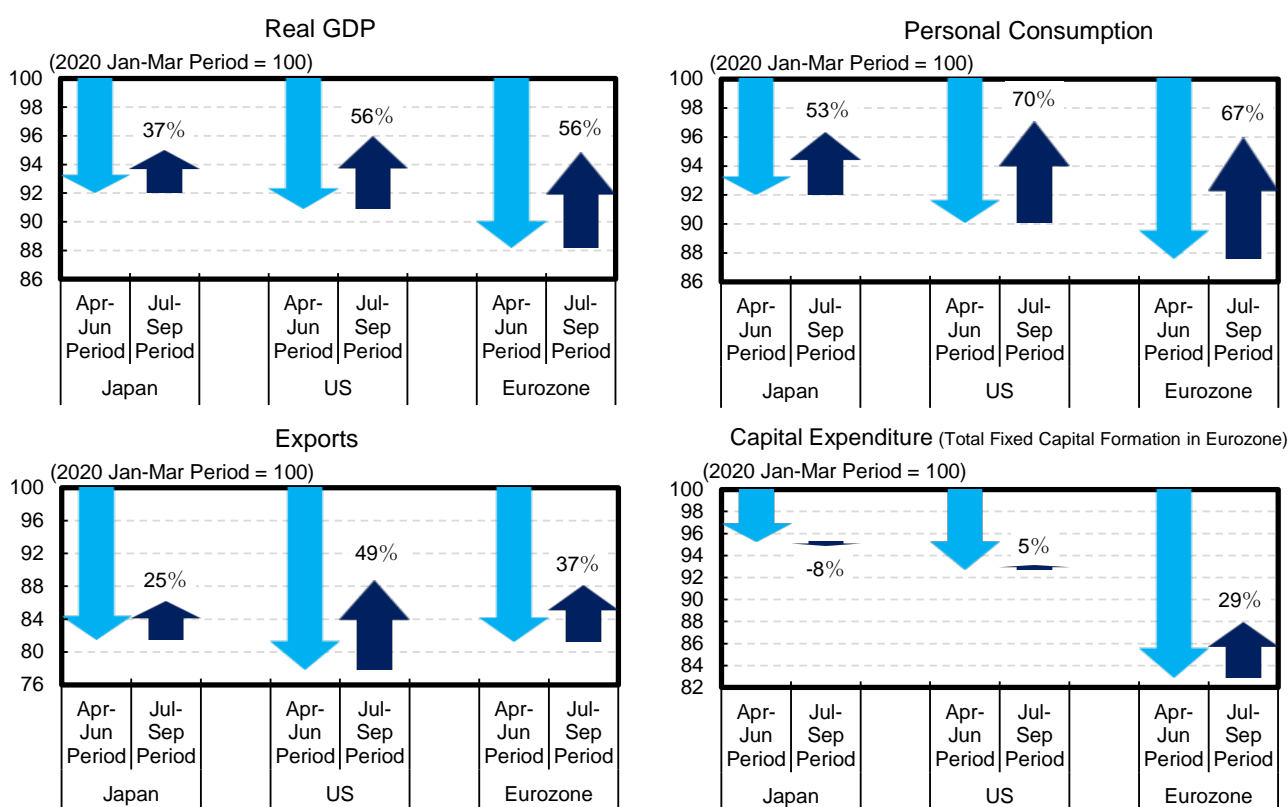 Real GDP
(2020 Jan-Mar Period = 100)
100
98
96
94
92
90
88
86
37%
56%
56%
Apr-
Jun
Period
Jul-
Sep
Period
Apr-
Jun
Period
Jul-
Sep
Period
Apr-
Jun
Period
Jul-
Sep
Period
Japan
US
Eurozone
Personal Consumption
(2020 Jan-Mar Period = 100)
100
98
96
94
92
90
88
86
53%
70%
67%
Apr-
Jun
Period
Jul-
Sep
Period
Apr-
Jun
Period
Jul-
Sep
Period
Apr-
Jun
Period
Jul-
Sep
Period
Japan
US
Eurozone
Exports
(2020 Jan-Mar Period = 100)
100
96
92
88
84
80
76
25%
49%
37%
Apr-
Jun
Period
Jul-
Sep
Period
Apr-
Jun
Period
Jul-
Sep
Period
Apr-
Jun
Period
Jul-
Sep
Period
Japan
US
Eurozone
Capital Expenditure (Total Fixed Capital Formation in Eurozone)
(2020 Jan-Mar Period = 100)
100
98
96
94
92
90
88
86
84
82
-8%
5%
29%
Apr-
Jun
Period
Jul-
Sep
Period
Apr-
Jun
Period
Jul-
Sep
Period
Apr-
Jun
Period
Jul-
Sep
Period
Japan
US
Eurozone